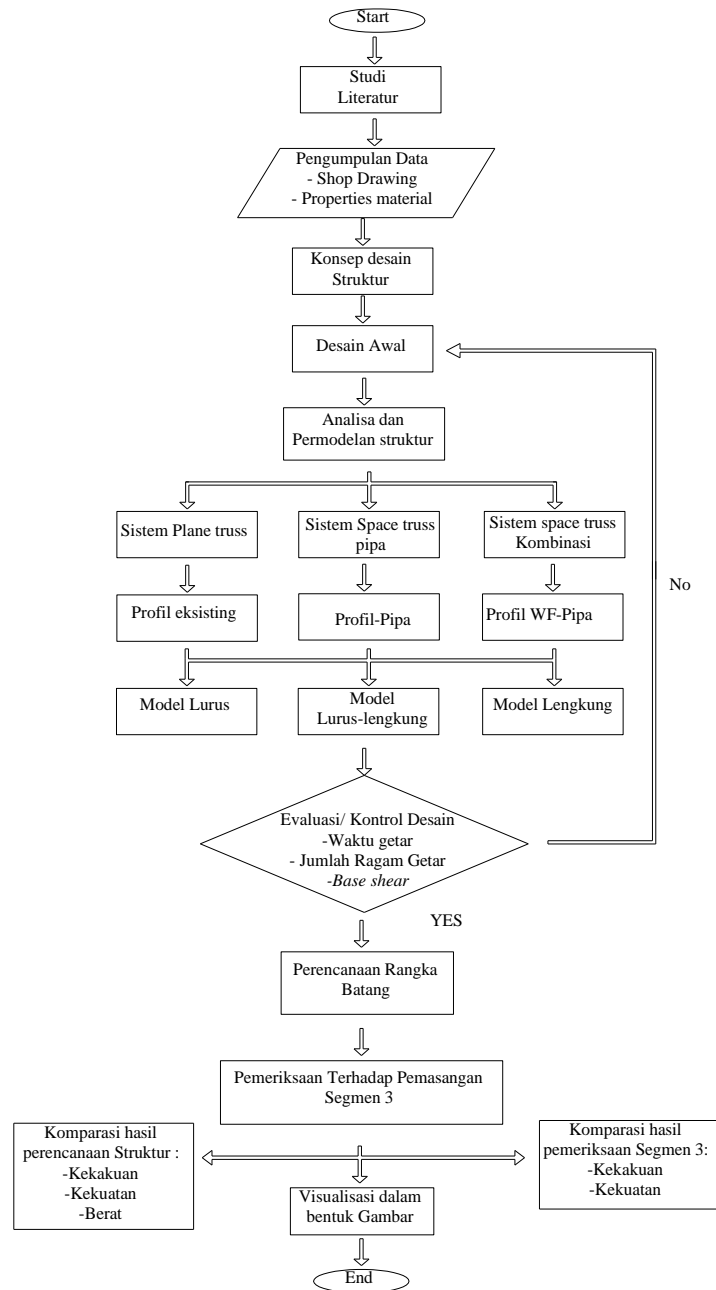 Start
Studi
Literatur
Pengumpulan Data
- Shop Drawing
- Properties material
Konsep desain
Struktur
Desain Awal
Analisa dan
Permodelan struktur
Sistem Plane truss
Sistem Space truss
pipa
Sistem space truss
Kombinasi
No
Profil eksisting
Profil-Pipa
Profil WF-Pipa
Model Lurus
Model
Lurus-lengkung
Model Lengkung
Evaluasi/ Kontrol Desain
-Waktu getar
- Jumlah Ragam Getar
-Base shear
YES
Perencanaan Rangka
Batang
Pemeriksaan Terhadap Pemasangan
Segmen 3
Komparasi hasil
perencanaan Struktur :
-Kekakuan
-Kekuatan
-Berat
Komparasi hasil
pemeriksaan Segmen 3:
-Kekakuan
-Kekuatan
Visualisasi dalam
bentuk Gambar
End